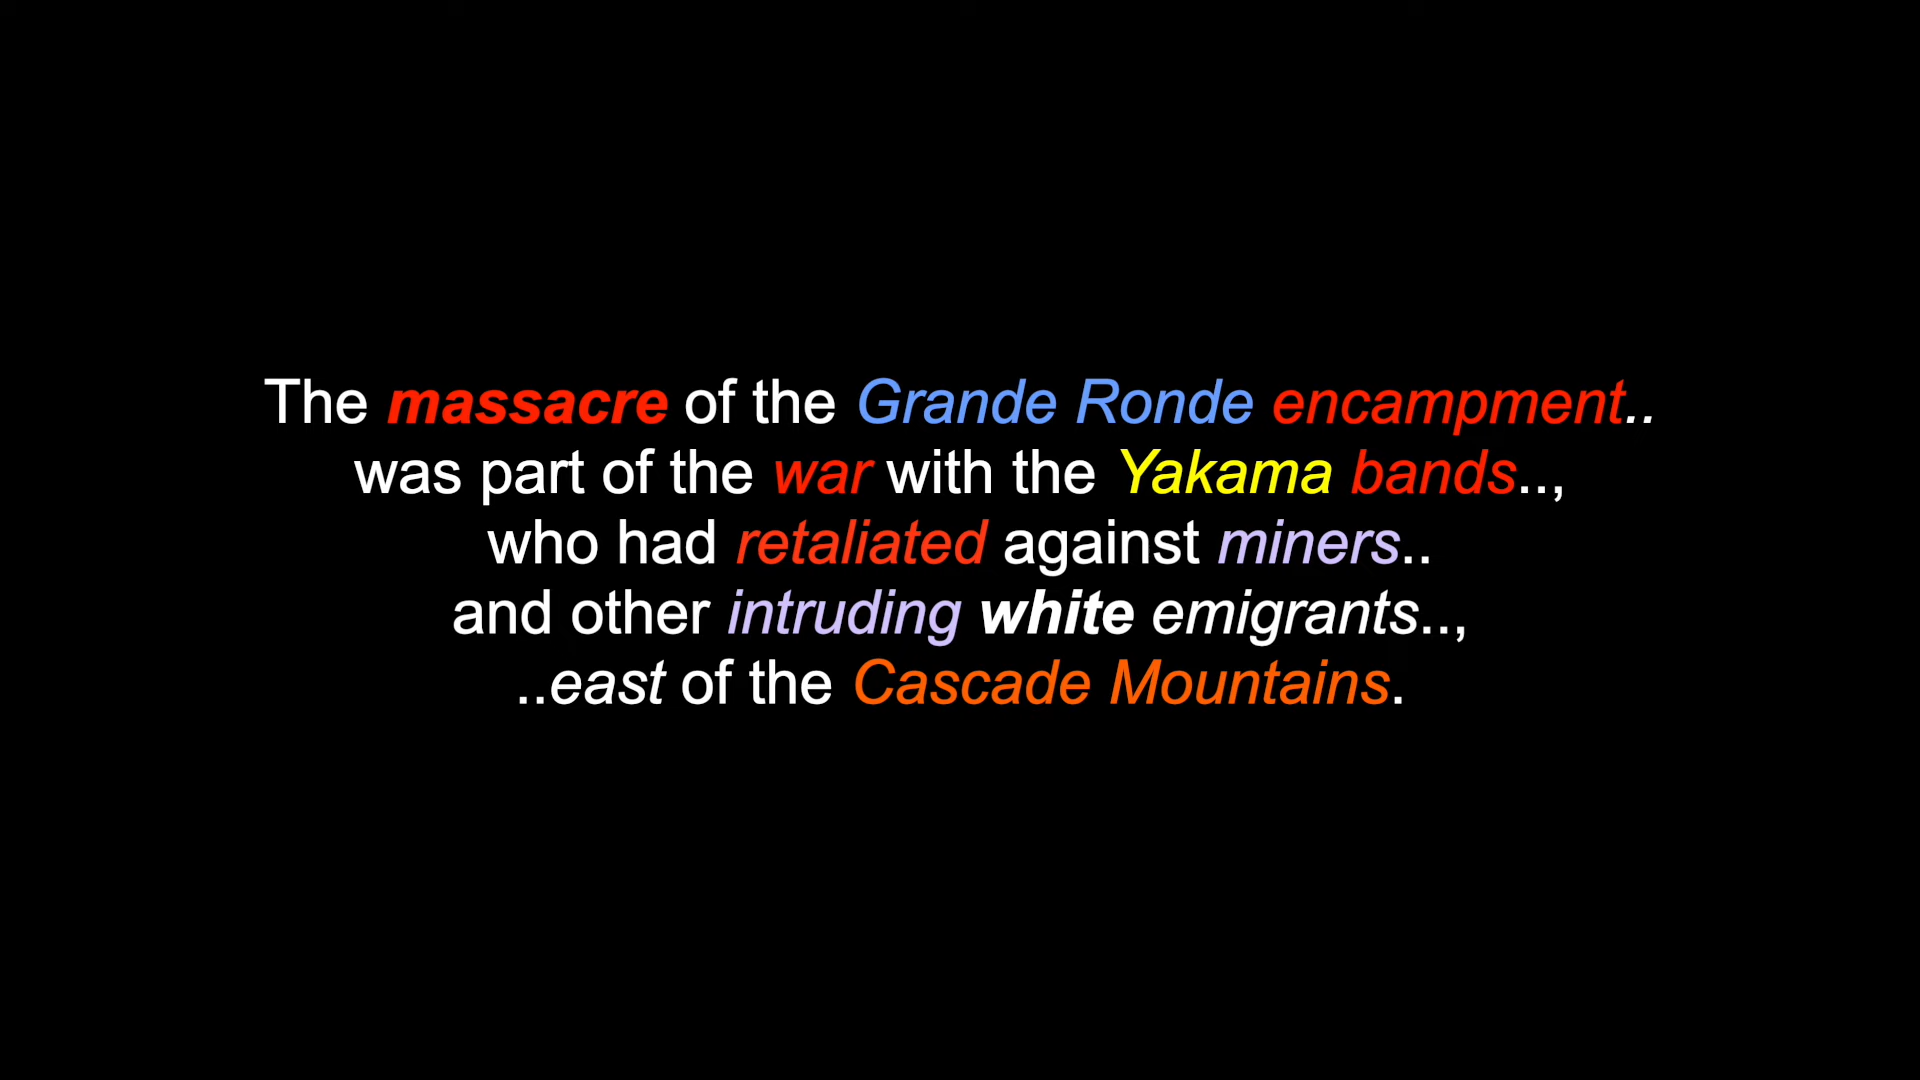 The massacre of the Grande Ronde encampment..
was part of the war with the Yakama bands..,
who had retaliated against miners..
and other intruding white emigrants..,
..east of the Cascade Mountains.